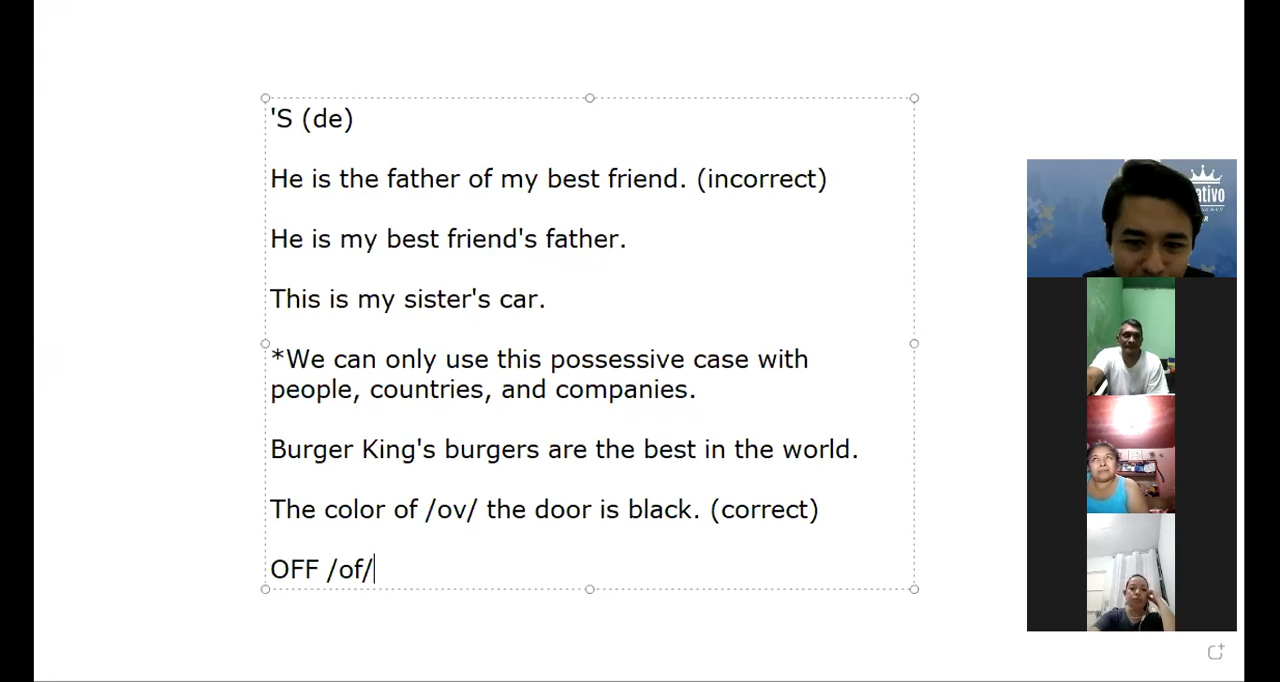 'S (de)
He is the father of my best friend. (incorrect)
He is my best friend's father.
This is my sister's car.
*We can only use this possessive case with
people, countries, and companies.
Burger King's burgers are the best in the world.
The color of /ov/ the door is black. (correct)
OFF /of/
ativo